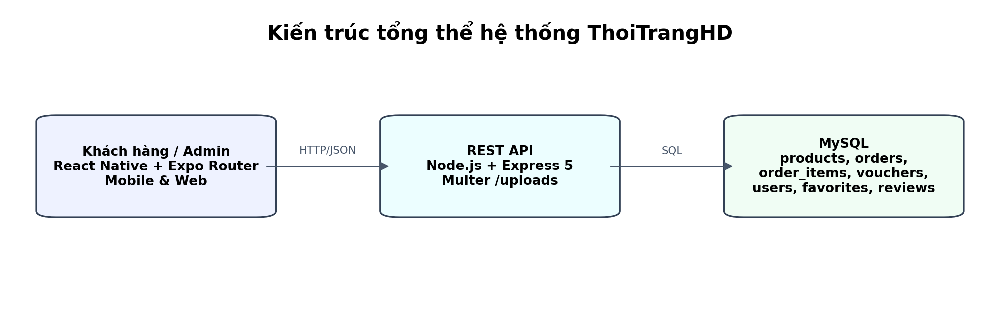 Kiến trúc tổng thể hệ thống ThoiTrangHD
Khách hàng / Admin
React Native + Expo Router
Mobile & Web
HTTP/JSON
REST API
Node.js + Express 5
Multer /uploads
SQL
MySQL
products, orders,
order_items, vouchers,
users, favorites, reviews